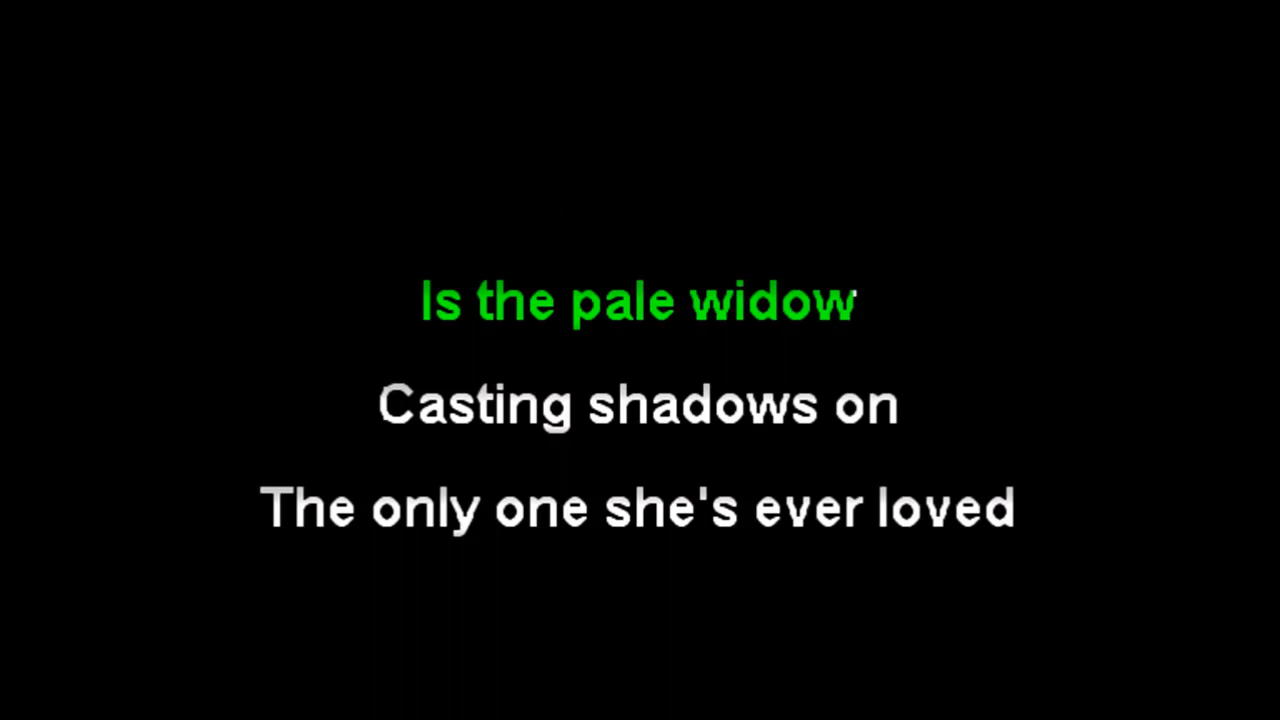 Is the pale widow
Casting shadows on
The only one she's ever loved